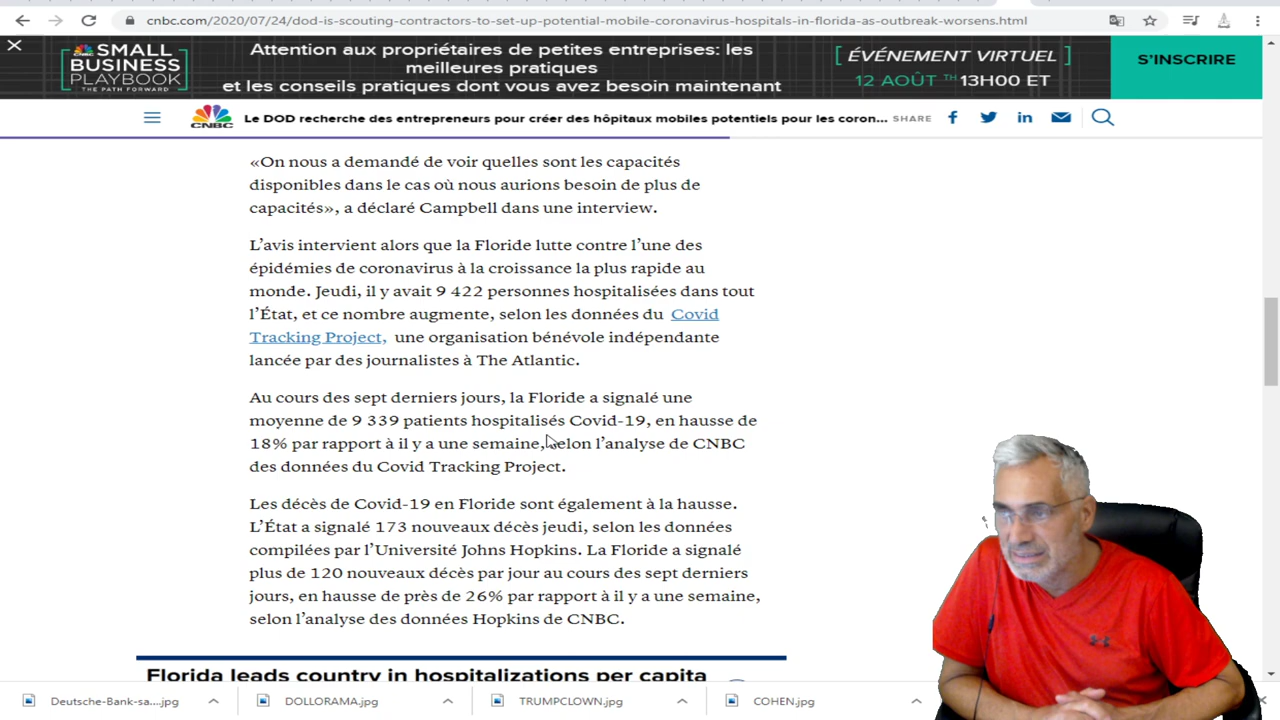 cnbc.com/2020/07/24/dod-is-scouting-contractors-to-set-up-potential-mobile-coronavirus-hospitals-in-florida-as-outbreak-worsens.html
SMALL
BUSINESS
PLAYBOOK
THE PATH FORWARD
Attention aux propriétaires de petites entreprises: les
meilleures pratiques
et les conseils pratiques dont vous avez besoin maintenant
[ ÉVÉNEMENT VIRTUEL ]
12 AOÛT TH 13H00 ET
S'INSCRIRE
CNBC
Le DOD recherche des entrepreneurs pour créer des hôpitaux mobiles potentiels pour les coron...
SHARE
«On nous a demandé de voir quelles sont les capacités
disponibles dans le cas où nous aurions besoin de plus de
capacités», a déclaré Campbell dans une interview.
L'avis intervient alors que la Floride lutte contre l'une des
épidémies de coronavirus à la croissance la plus rapide au
monde. Jeudi, il y avait 9 422 personnes hospitalisées dans tout
l'État, et ce nombre augmente, selon les données du Covid
Tracking Project, une organisation bénévole indépendante
lancée par des journalistes à The Atlantic.
Au cours des sept derniers jours, la Floride a signalé une
moyenne de 9 339 patients hospitalisés Covid-19, en hausse de
18% par rapport à il y a une semaine, selon l'analyse de CNBC
des données du Covid Tracking Project.
Les décès de Covid-19 en Floride sont également à la hausse.
L'État a signalé 173 nouveaux décès jeudi, selon les données
compilées par l'Université Johns Hopkins. La Floride a signalé
plus de 120 nouveaux décès par jour au cours des sept derniers
jours, en hausse de près de 26% par rapport à il y a une semaine,
selon l'analyse des données Hopkins de CNBC.
Florida leads country in hospitalizations per capita
Deutsche-Bank-sa....jpg
DOLLORAMA.jpg
TRUMPCLOWN.jpg
COHEN.jpg